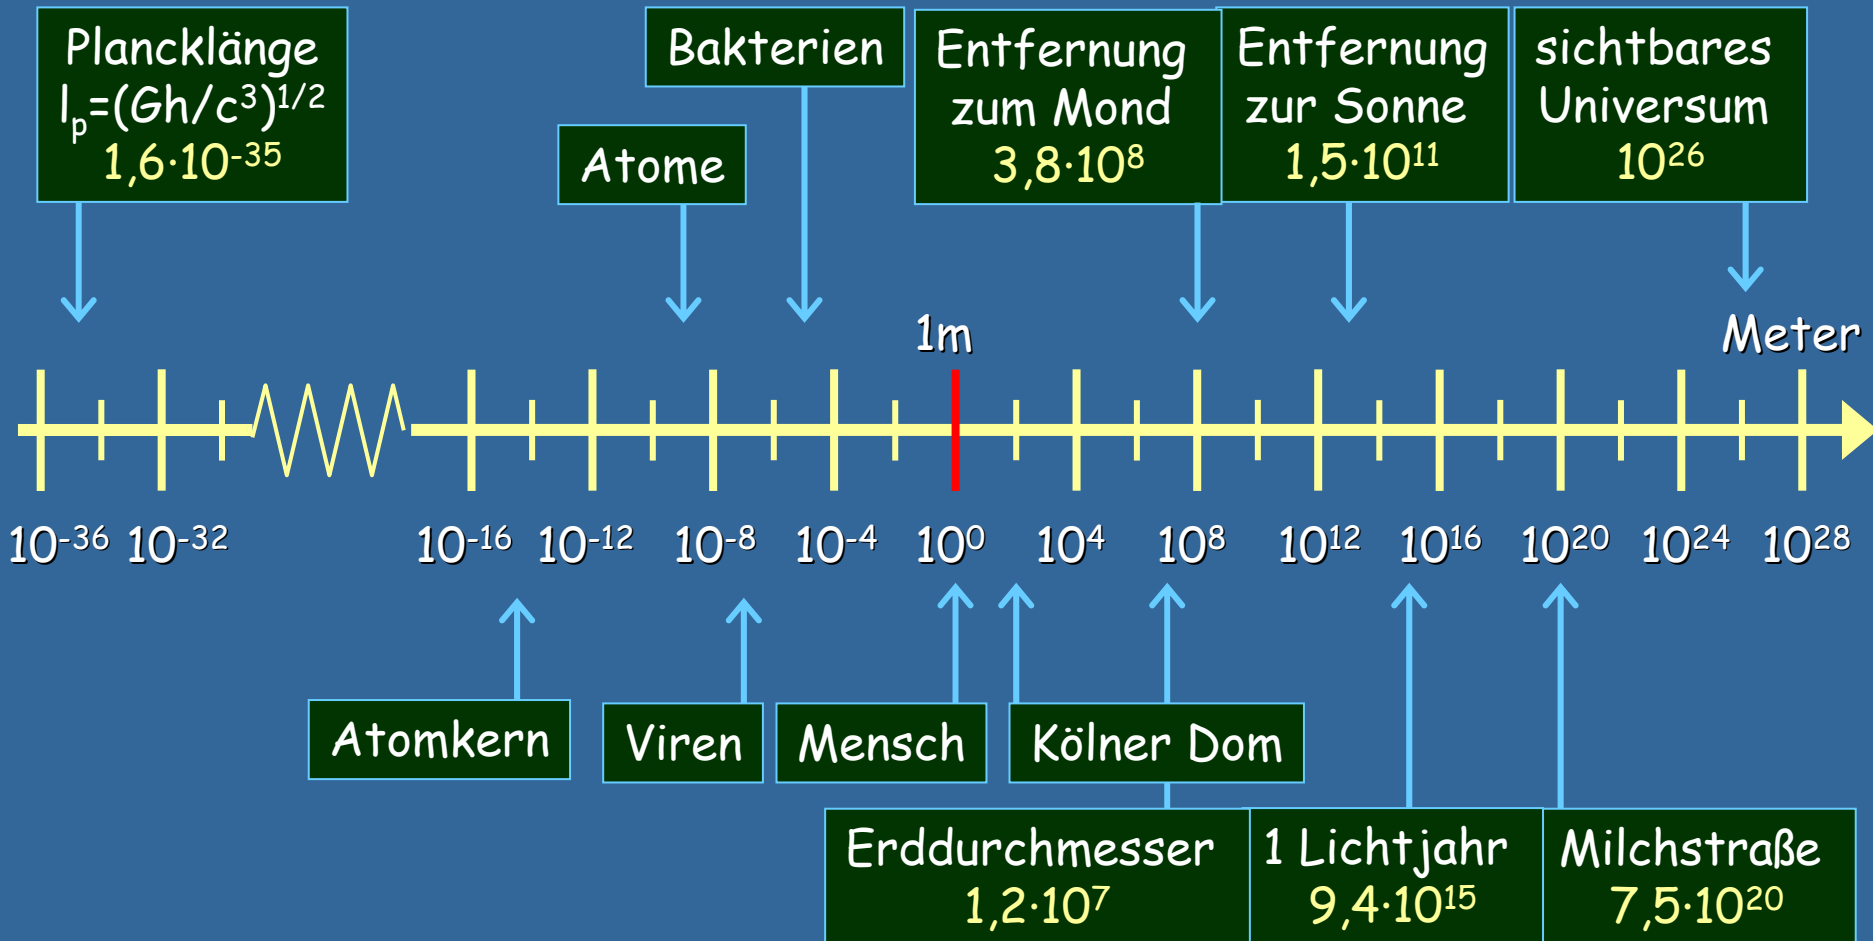 Plancklänge
lₚ=(Gh/c³)¹ᐟ²
1,6·10⁻³⁵
Atome
Bakterien
Entfernung
zum Mond
3,8·10⁸
Entfernung
zur Sonne
1,5·10¹¹
sichtbares
Universum
10²⁶
1m
Meter
10⁻³⁶ 10⁻³² 10⁻¹⁶ 10⁻¹² 10⁻⁸ 10⁻⁴ 10⁰ 10⁴ 10⁸ 10¹² 10¹⁶ 10²⁰ 10²⁴ 10²⁸
Atomkern
Viren
Mensch
Kölner Dom
Erddurchmesser
1,2·10⁷
1 Lichtjahr
9,4·10¹⁵
Milchstraße
7,5·10²⁰